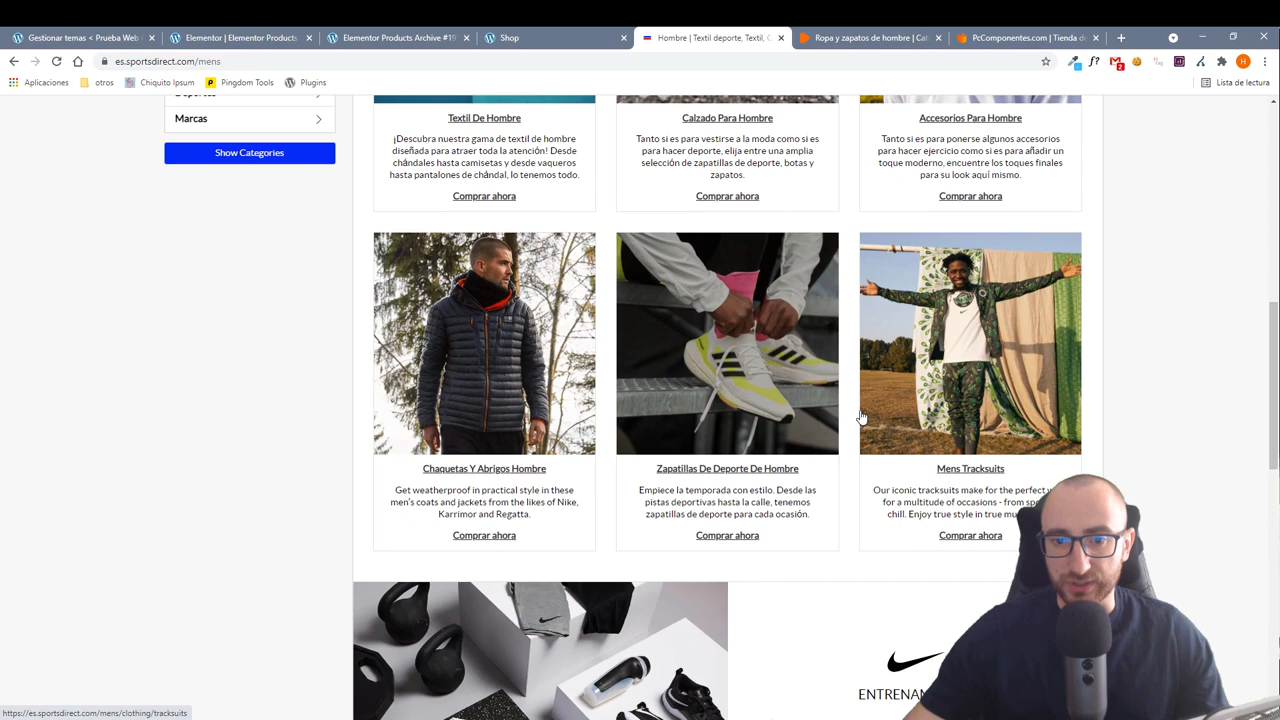 Gestionar temas < Prueba Web
Elementor | Elementor Products
Elementor Products Archive #19
Shop
Hombre | Textil deporte, Textil, C
Ropa y zapatos de hombre | Cat
PcComponentes.com | Tienda de
es.sportsdirect.com/mens
Aplicaciones
otros
Chiquito Ipsum
Pingdom Tools
Plugins
Lista de lectura
Marcas
Show Categories
Textil De Hombre
¡Descubra nuestra gama de textil de hombre
diseñada para atraer toda la atención! Desde
chándales hasta camisetas y desde vaqueros
hasta pantalones de chándal, lo tenemos todo.
Comprar ahora
Calzado Para Hombre
Tanto si es para vestirse a la moda como si es
para hacer deporte, elija entre una amplia
selección de zapatillas de deporte, botas y
zapatos.
Comprar ahora
Accesorios Para Hombre
Tanto si es para ponerse algunos accesorios
para hacer ejercicio como si es para añadir un
toque moderno, encuentre los toques finales
para su look aquí mismo.
Comprar ahora
Chaquetas Y Abrigos Hombre
Get weatherproof in practical style in these
men's coats and jackets from the likes of Nike,
Karrimor and Regatta.
Comprar ahora
Zapatillas De Deporte De Hombre
Empiece la temporada con estilo. Desde las
pistas deportivas hasta la calle, tenemos
zapatillas de deporte para cada ocasión.
Comprar ahora
Mens Tracksuits
Our iconic tracksuits make for the perfect
for a multitude of occasions - from
chill. Enjoy true style in true
Comprar ahora
https://es.sportsdirect.com/mens/clothing/tracksuits